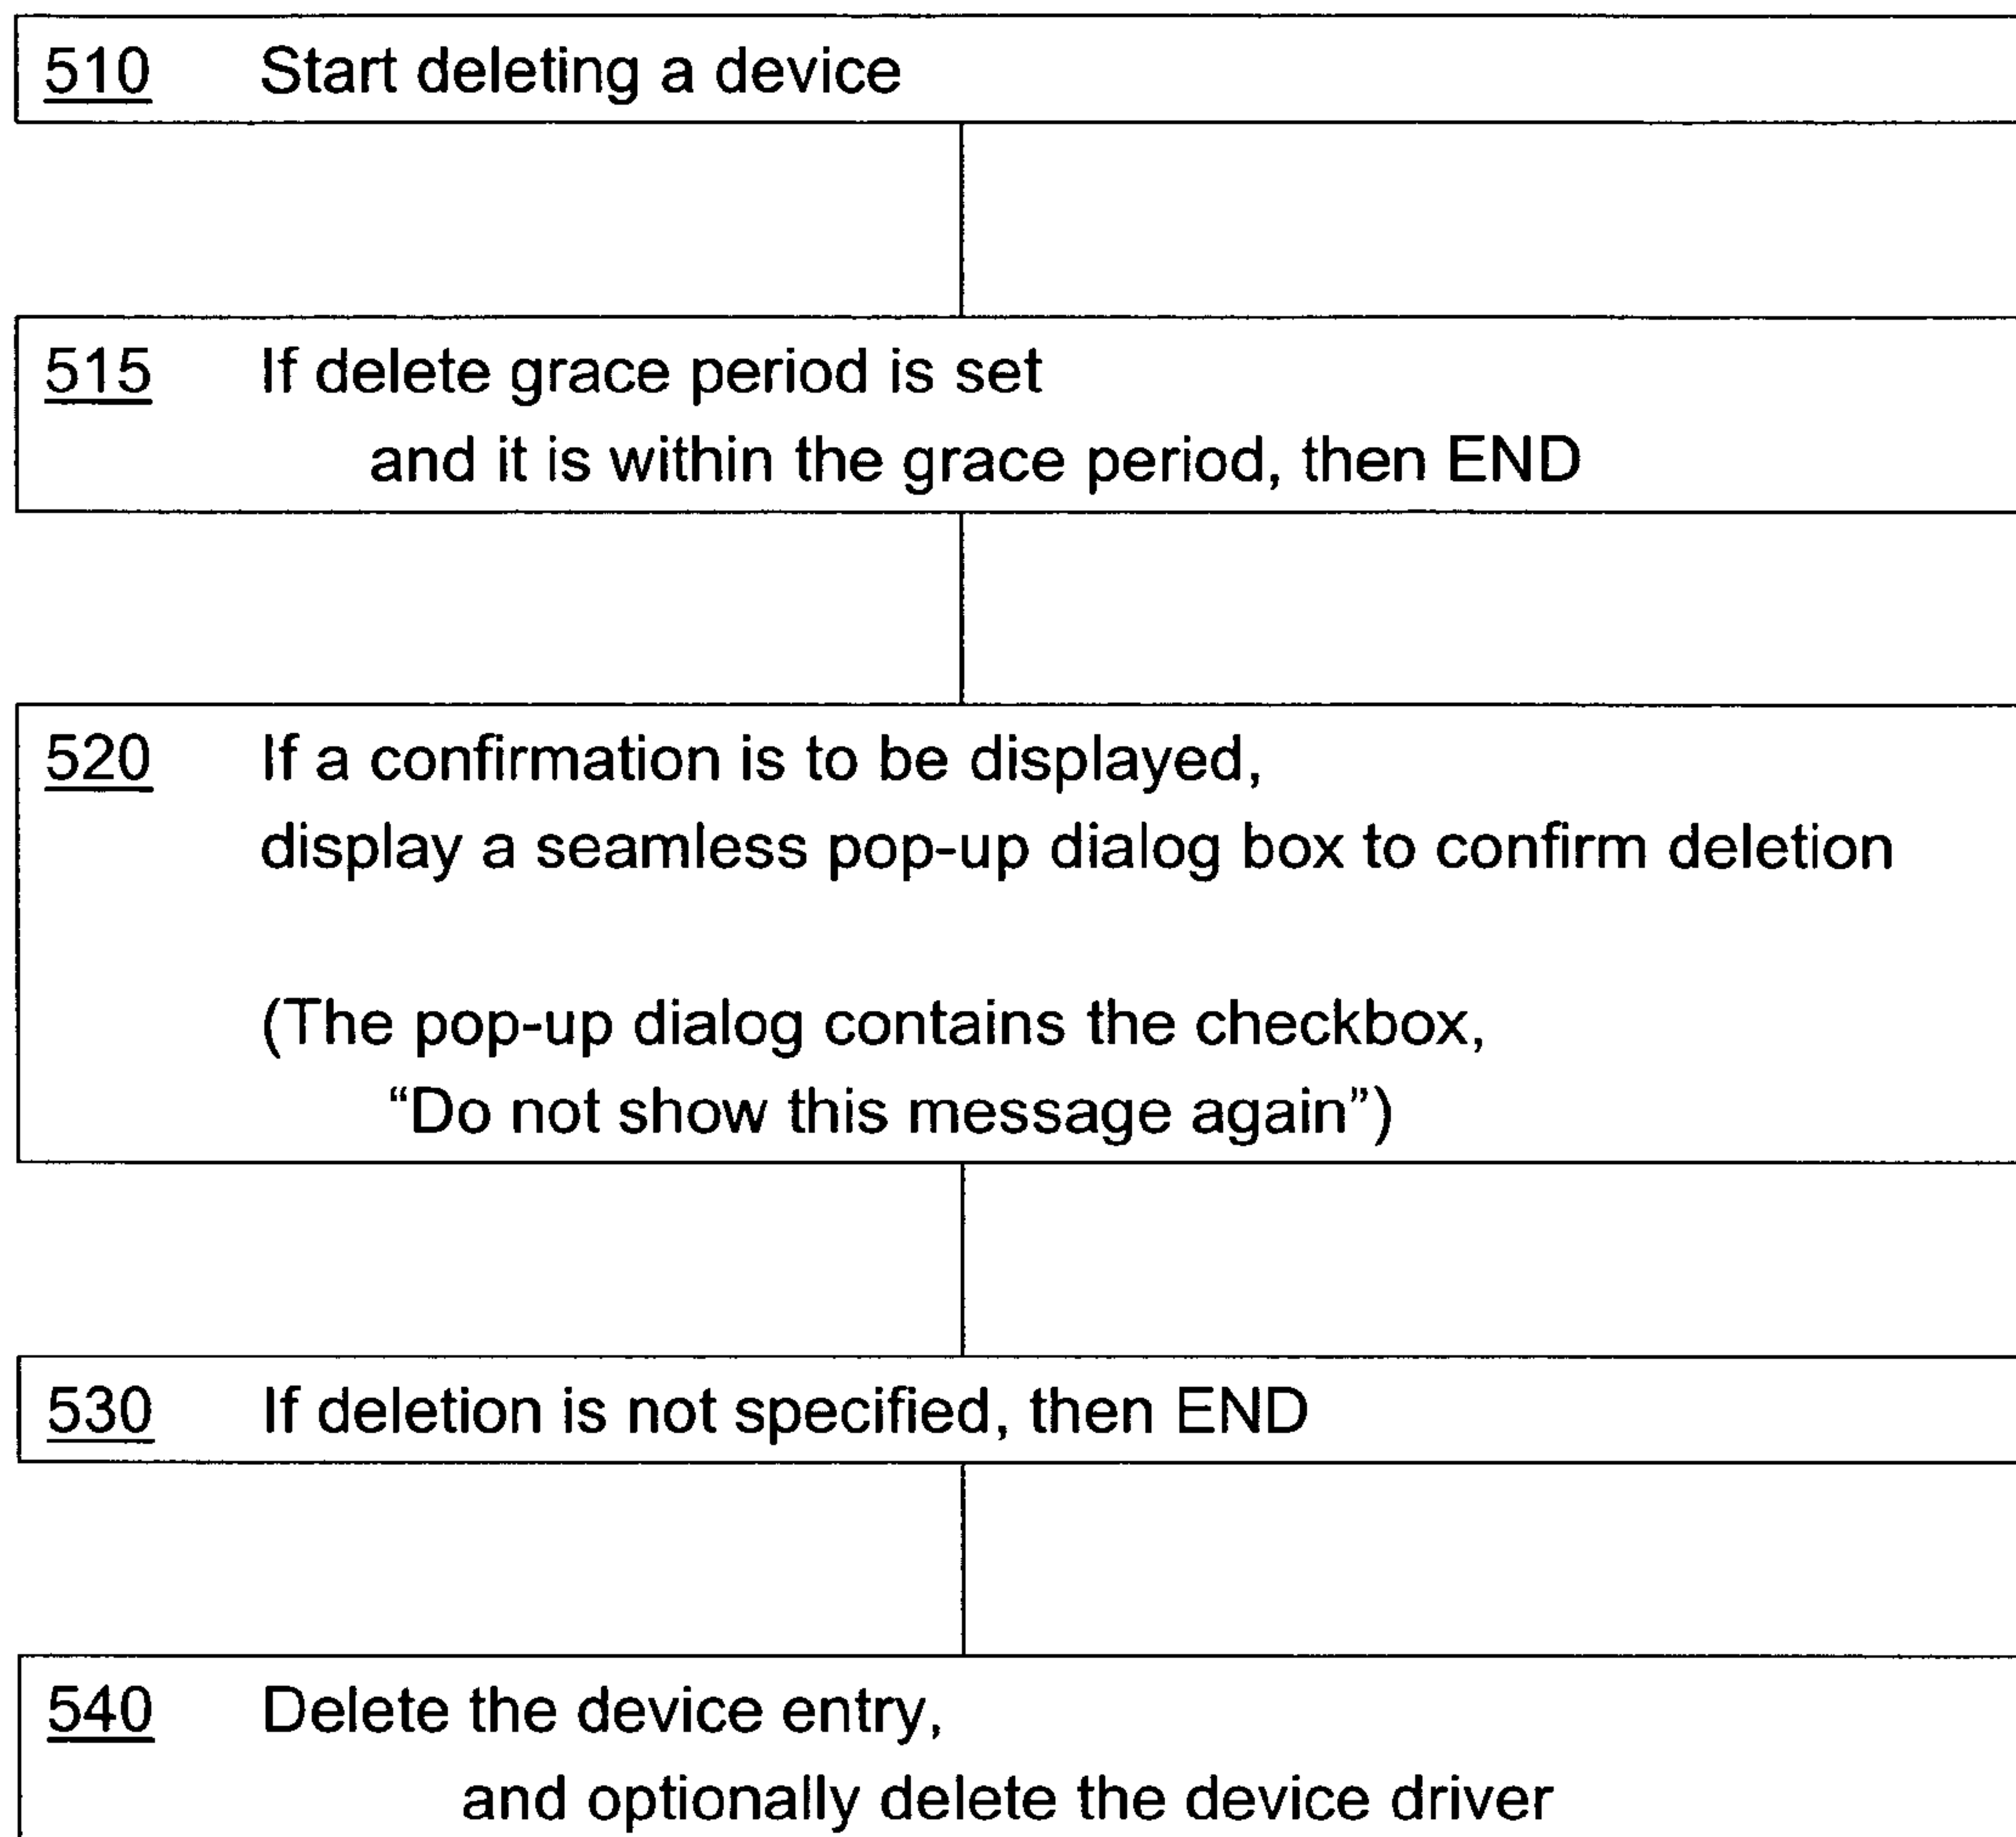 510 Start deleting a device
515 If delete grace period is set
and it is within the grace period, then END
520 If a confirmation is to be displayed,
display a seamless pop-up dialog box to confirm deletion
(The pop-up dialog contains the checkbox,
“Do not show this message again”)
530 If deletion is not specified, then END
540 Delete the device entry,
and optionally delete the device driver